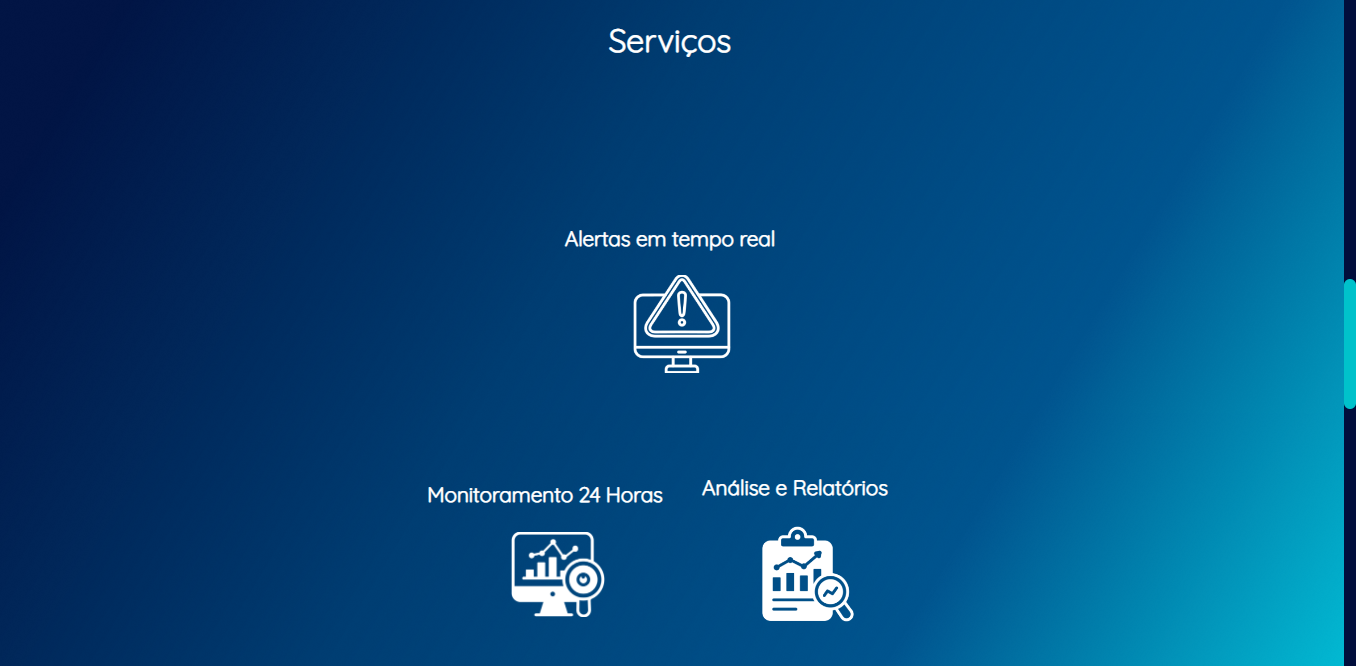 Serviços
Alertas em tempo real
Monitoramento 24 Horas
Análise e Relatórios